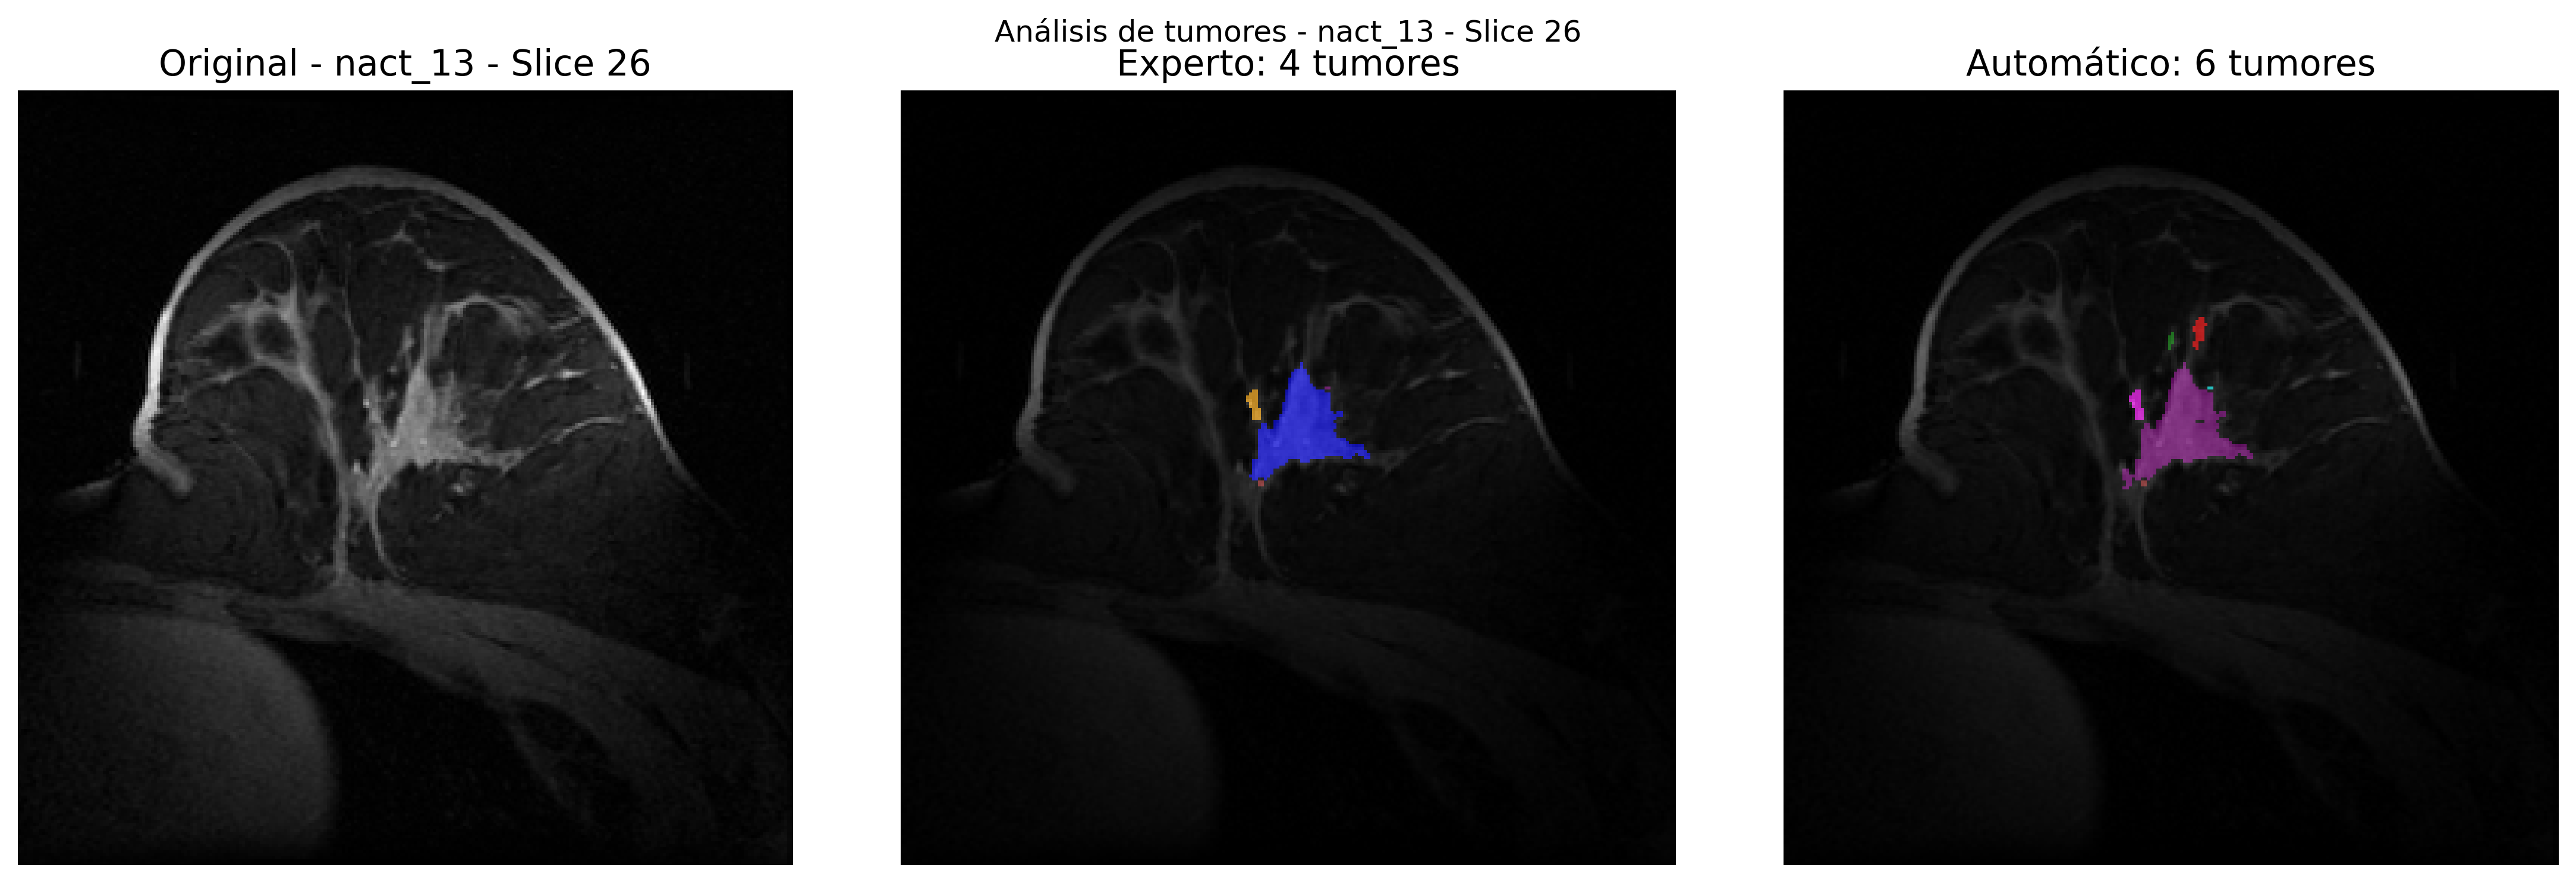 Análisis de tumores - nact_13 - Slice 26
Original - nact_13 - Slice 26
Experto: 4 tumores
Automático: 6 tumores